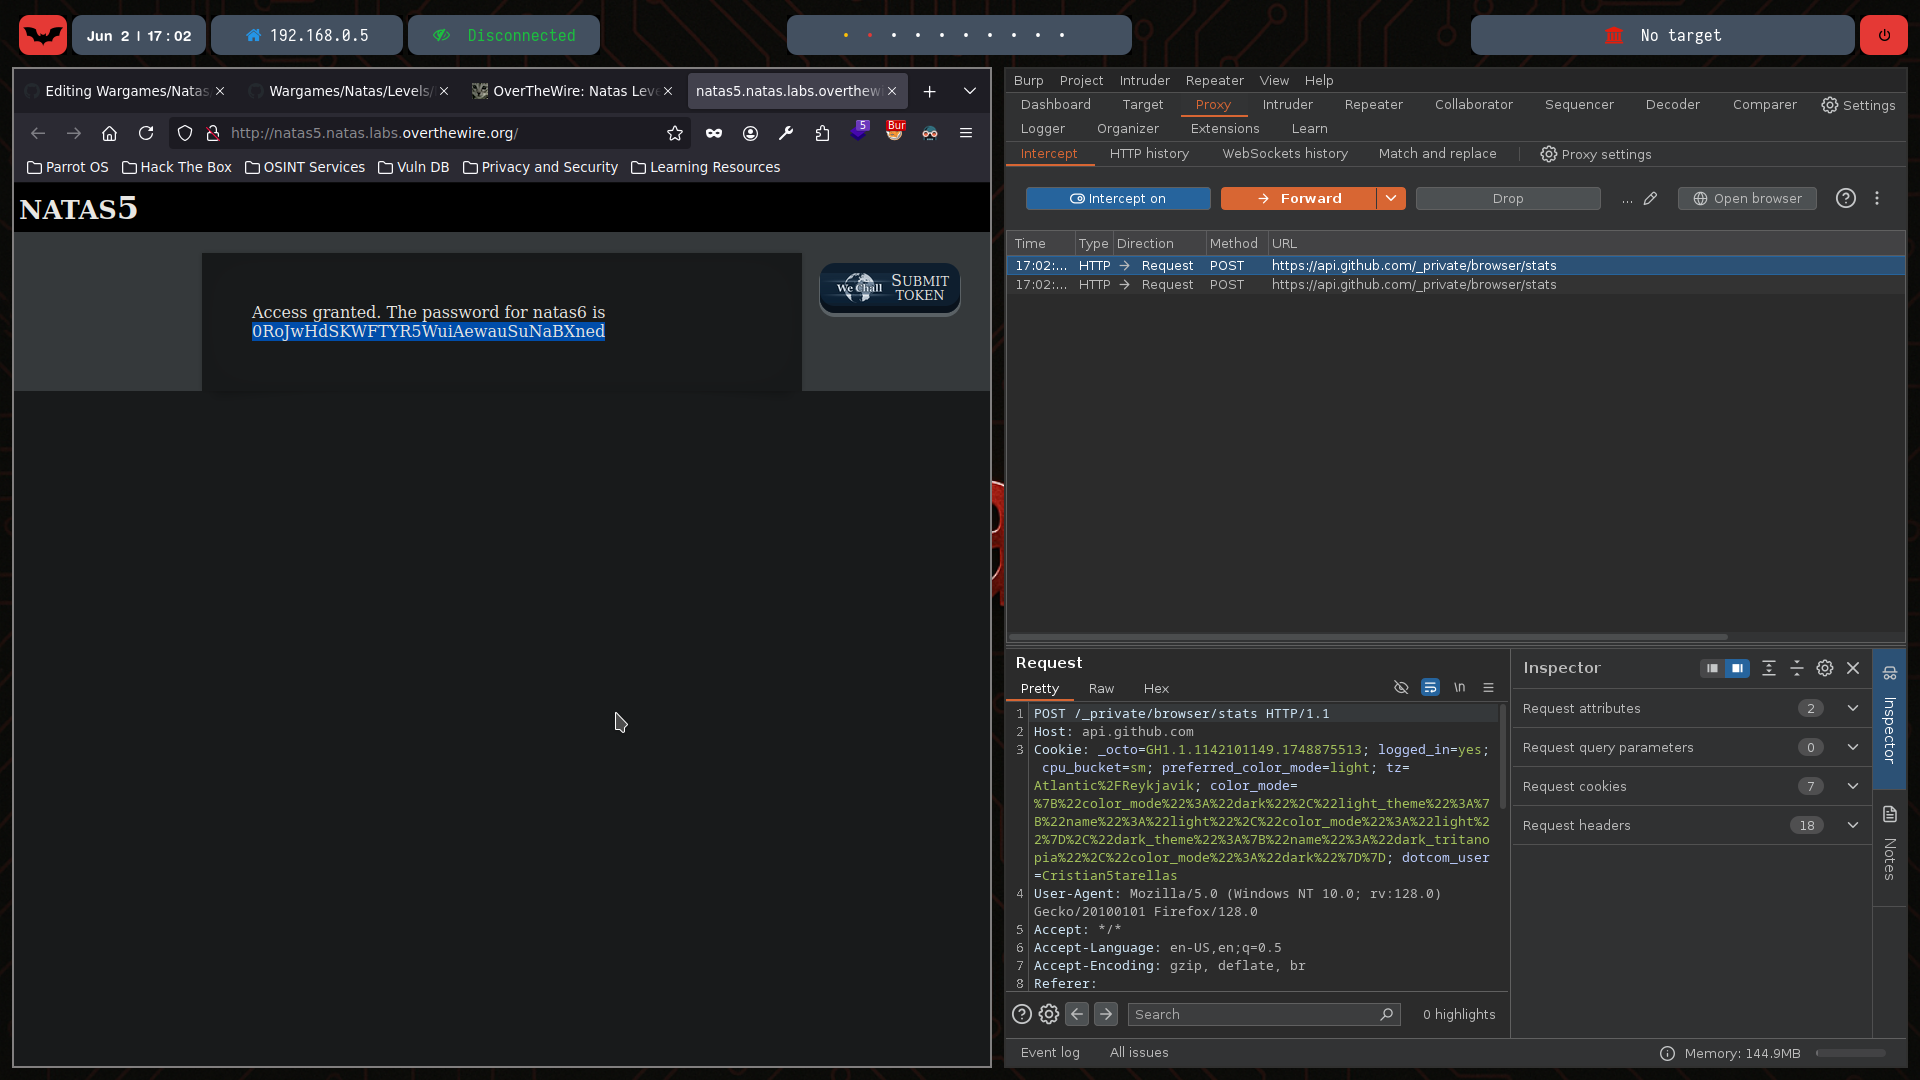 Jun 2 | 17:02
192.168.0.5
Disconnected
No target
Editing Wargames/Natas
Wargames/Natas/Levels/
OverTheWire: Natas Leve
natas5.natas.labs.overthew
http://natas5.natas.labs.overthewire.org/
5
Bur
Parrot OS
Hack The Box
OSINT Services
Vuln DB
Privacy and Security
Learning Resources
NATAS5
Access granted. The password for natas6 is
0RoJwHdSKWFTYR5WuiAewauSuNaBXned
We Chall
SUBMIT
TOKEN
Burp Project Intruder Repeater View Help
Dashboard Target Proxy Intruder Repeater Collaborator Sequencer Decoder Comparer Settings
Logger Organizer Extensions Learn
Intercept HTTP history WebSockets history Match and replace Proxy settings
Intercept on Forward Drop ... Open browser
Time Type Direction Method URL
17:02:... HTTP → Request POST https://api.github.com/_private/browser/stats
17:02:... HTTP → Request POST https://api.github.com/_private/browser/stats
Request
Pretty Raw Hex \n
1 POST /_private/browser/stats HTTP/1.1
2 Host: api.github.com
3 Cookie: _octo=GH1.1.1142101149.1748875513; logged_in=yes;
cpu_bucket=sm; preferred_color_mode=light; tz=
Atlantic%2FReykjavik; color_mode=
%7B%22color_mode%22%3A%22dark%22%2C%22light_theme%22%3A%7
B%22name%22%3A%22light%22%2C%22color_mode%22%3A%22light%2
2%7D%2C%22dark_theme%22%3A%7B%22name%22%3A%22dark_tritano
pia%22%2C%22color_mode%22%3A%22dark%22%7D%7D; dotcom_user
=Cristian5tarellas
4 User-Agent: Mozilla/5.0 (Windows NT 10.0; rv:128.0)
Gecko/20100101 Firefox/128.0
5 Accept: */*
6 Accept-Language: en-US,en;q=0.5
7 Accept-Encoding: gzip, deflate, br
8 Referer:
Search
0 highlights
Inspector
Request attributes 2
Request query parameters 0
Request cookies 7
Request headers 18
Inspector
Notes
Event log All issues
Memory: 144.9MB